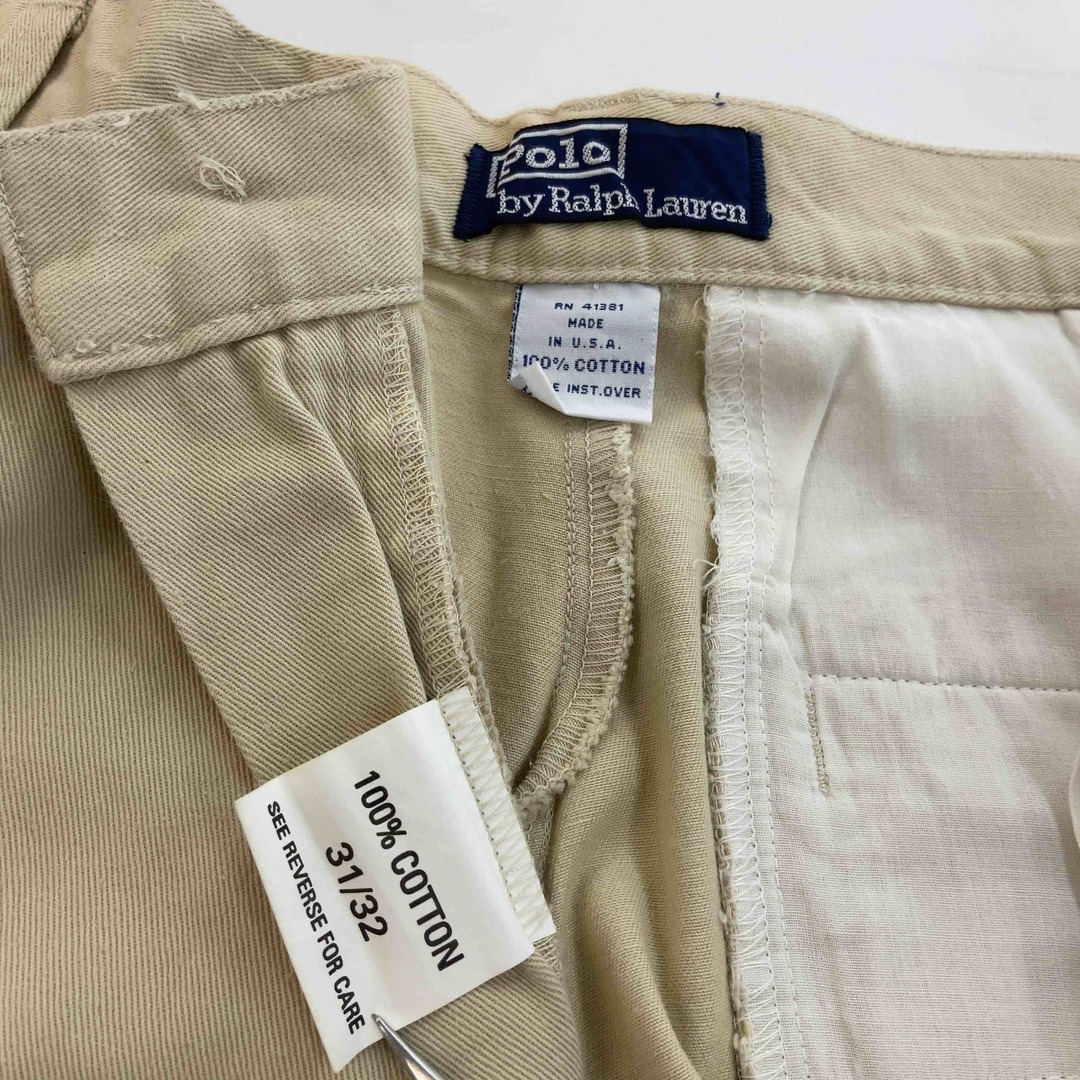 Polo
by Ralph Lauren
RN 41381
MADE
IN U.S.A.
100% COTTON
INST.OVER
100% COTTON
31/32
SEE REVERSE FOR CARE